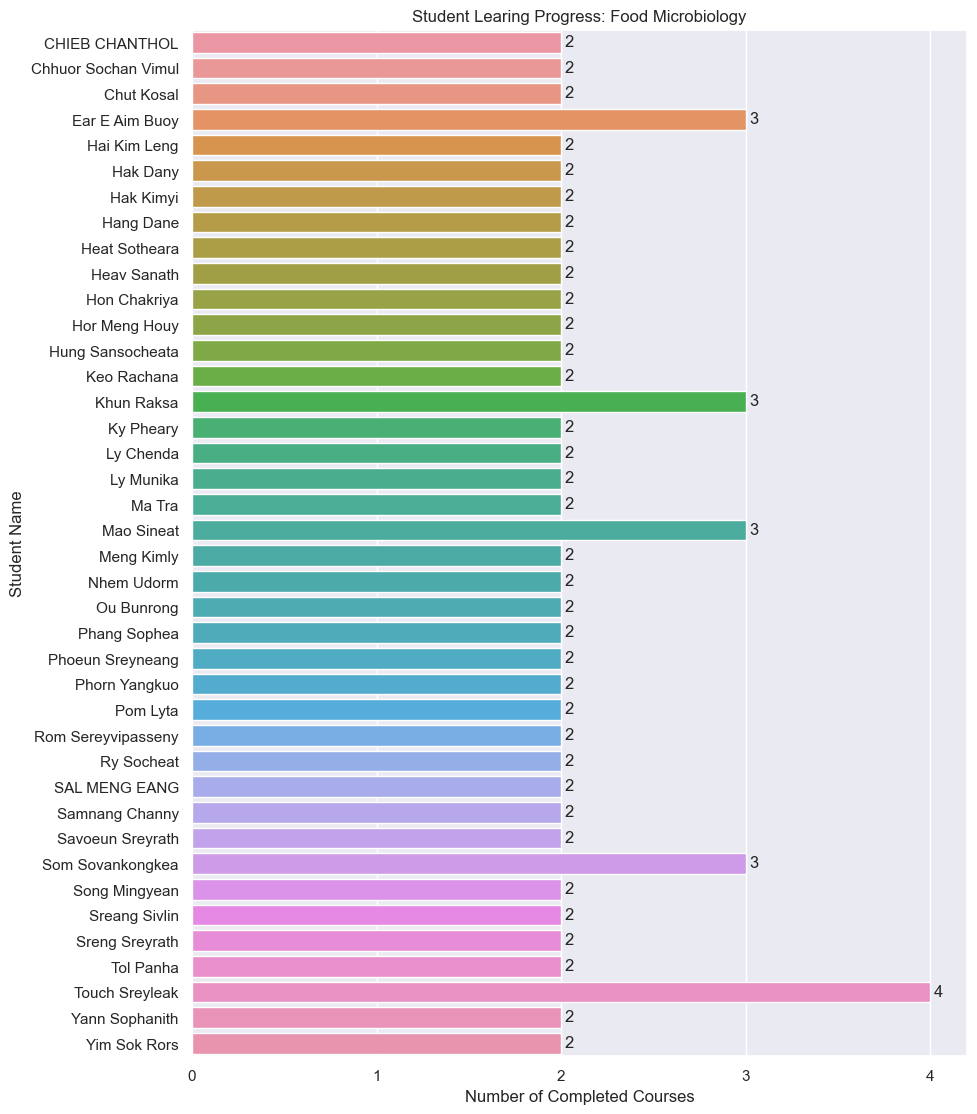 Student Learing Progress: Food Microbiology
CHIEB CHANTHOL 2
Chhuor Sochan Vimul 2
Chut Kosal 2
Ear E Aim Buoy 3
Hai Kim Leng 2
Hak Dany 2
Hak Kimyi 2
Hang Dane 2
Heat Sotheara 2
Heav Sanath 2
Hon Chakriya 2
Hor Meng Houy 2
Hung Sansocheata 2
Keo Rachana 2
Khun Raksa 3
Ky Pheary 2
Ly Chenda 2
Ly Munika 2
Ma Tra 2
Mao Sineat 3
Meng Kimly 2
Nhem Udorm 2
Ou Bunrong 2
Phang Sophea 2
Phoeun Sreyneang 2
Phorn Yangkuo 2
Pom Lyta 2
Rom Sereyvipasseny 2
Ry Socheat 2
SAL MENG EANG 2
Samnang Channy 2
Savoeun Sreyrath 2
Som Sovankongkea 3
Song Mingyean 2
Sreang Sivlin 2
Sreng Sreyrath 2
Tol Panha 2
Touch Sreyleak 4
Yann Sophanith 2
Yim Sok Rors 2
Student Name
0 1 2 3 4
Number of Completed Courses